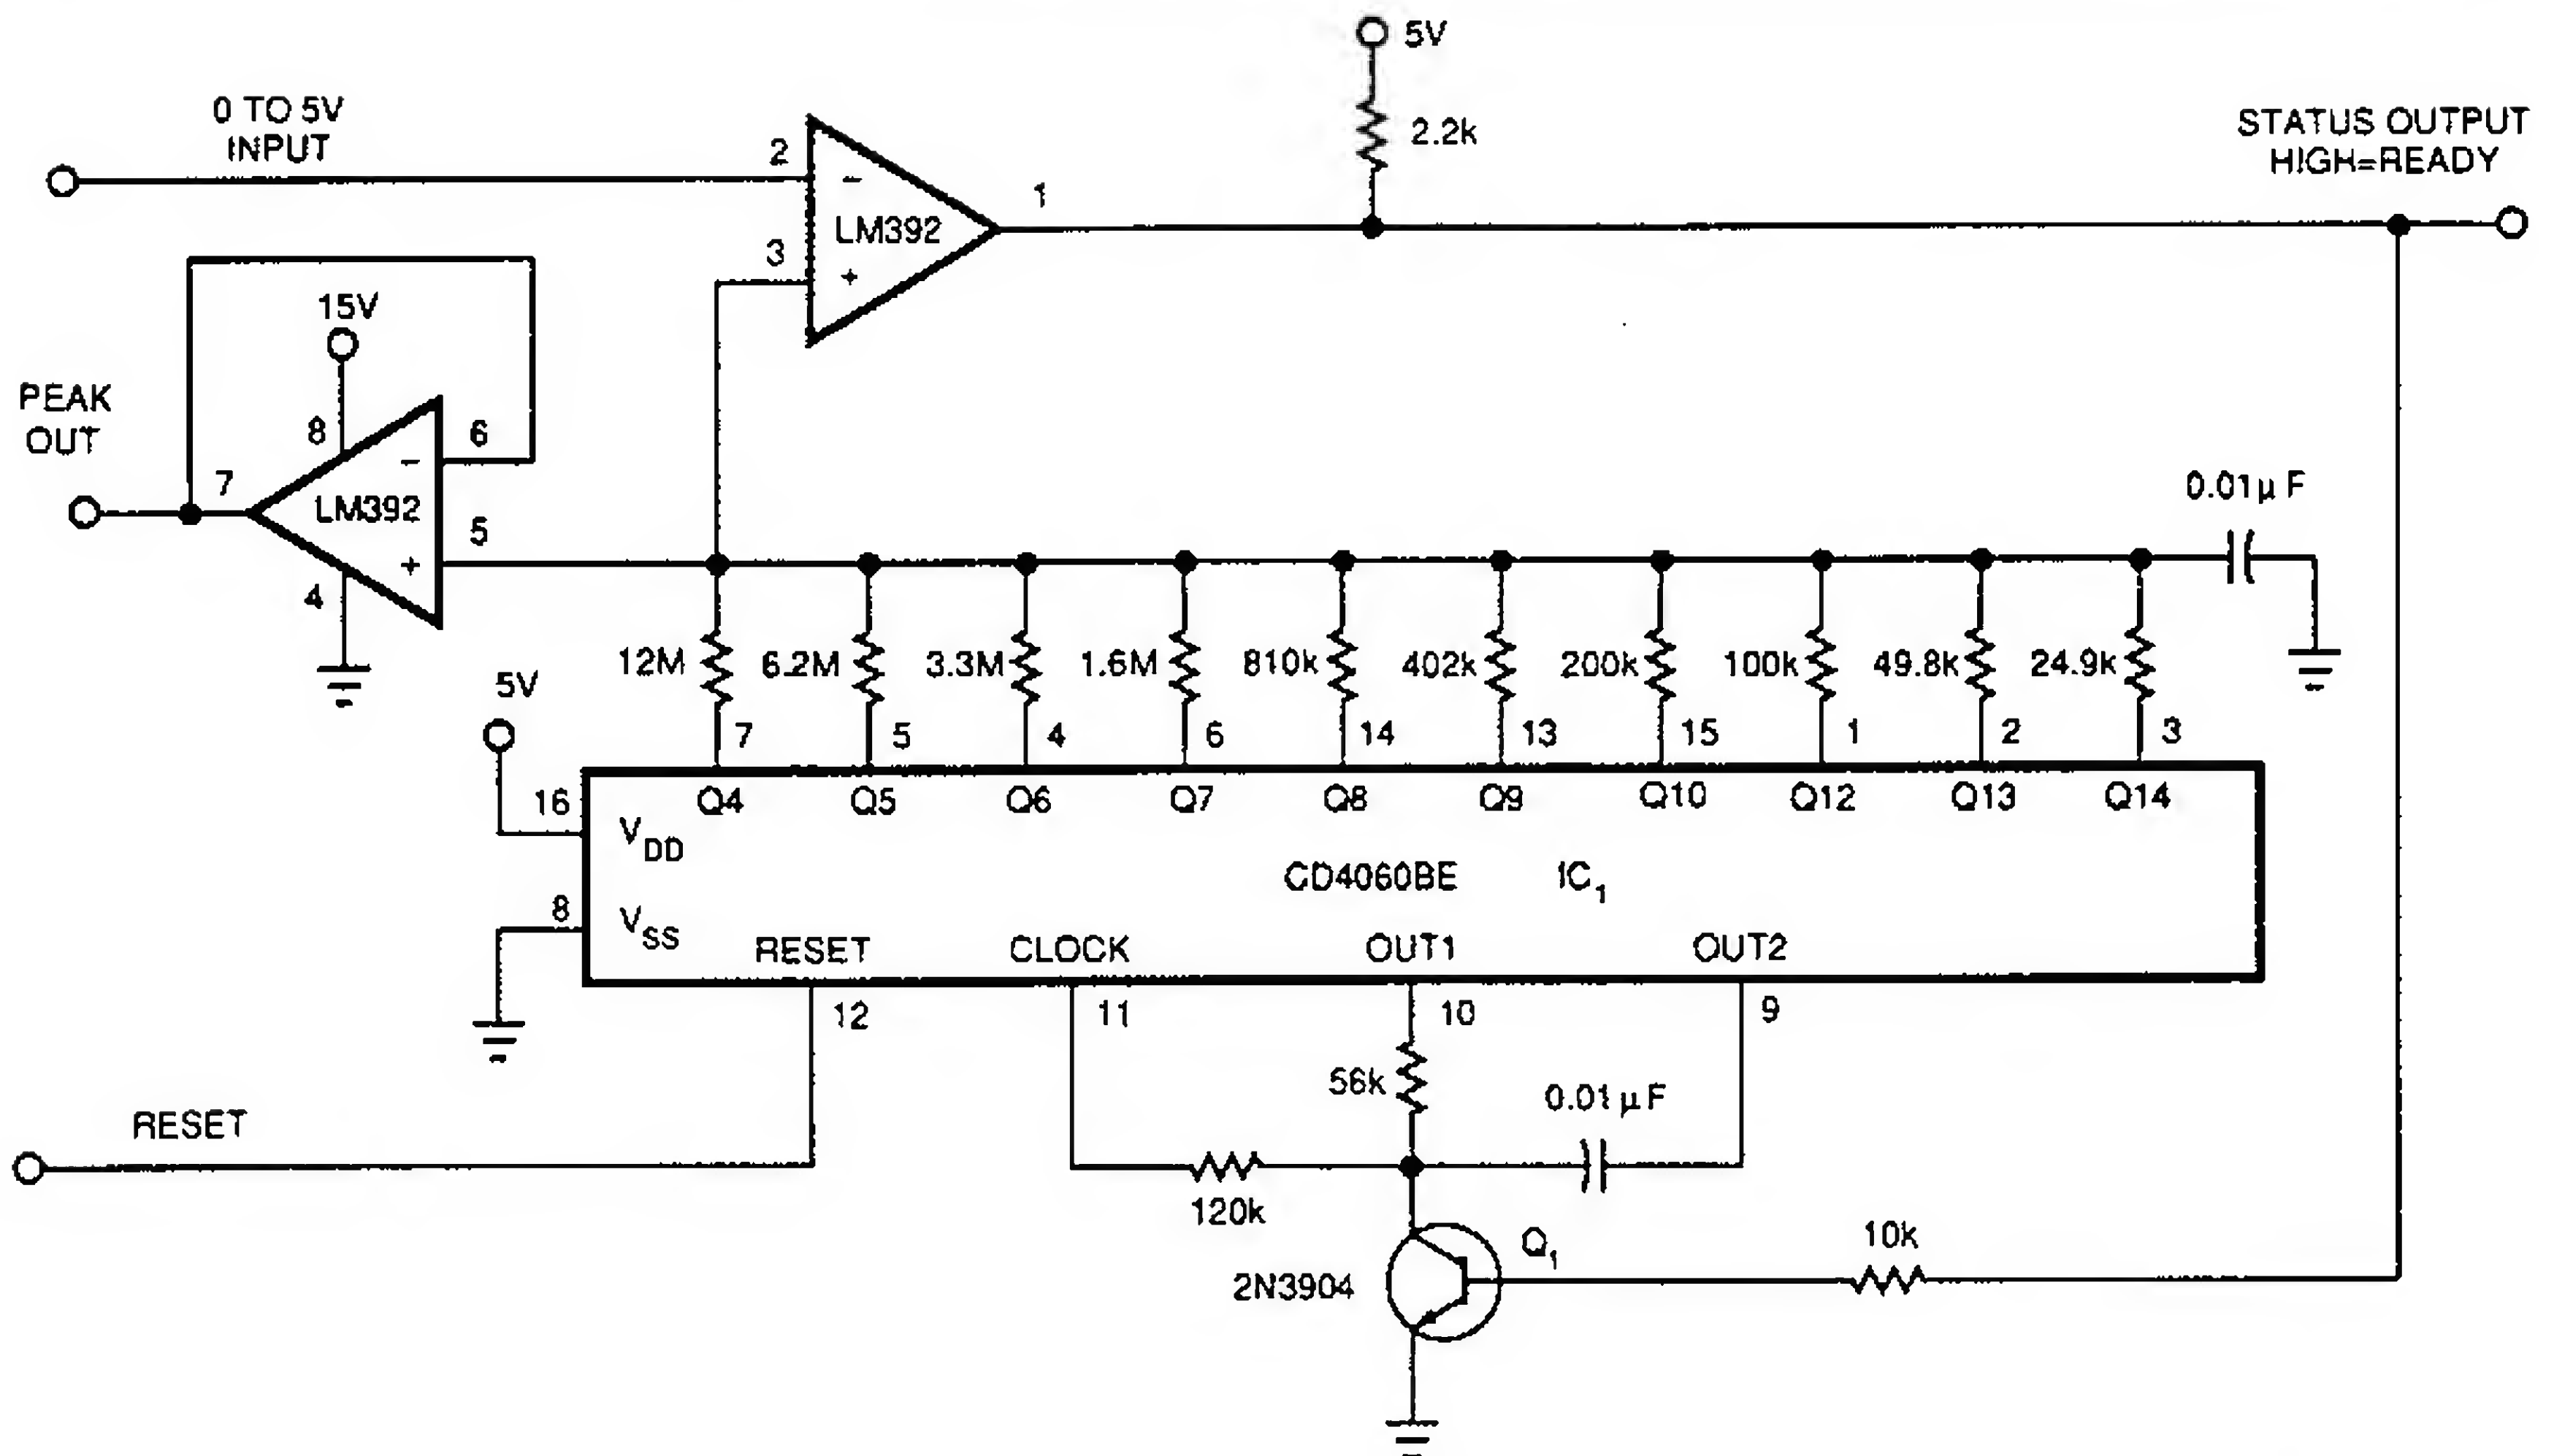 5V
2.2k
0 TO 5V
INPUT
STATUS OUTPUT
HIGH=READY
2
−
1
LM392
3
+
15V
PEAK
OUT
8
6
−
7
LM392
5
+
4
0.01µF
12M
6.2M
3.3M
1.6M
810k
402k
200k
100k
49.8k
24.9k
5V
7
5
4
6
14
13
15
1
2
3
16
Q4
Q5
Q6
Q7
Q8
Q9
Q10
Q12
Q13
Q14
VDD
CD4060BE
IC1
8
VSS
RESET
CLOCK
OUT1
OUT2
12
11
10
9
56k
0.01µF
RESET
120k
Q1
10k
2N3904